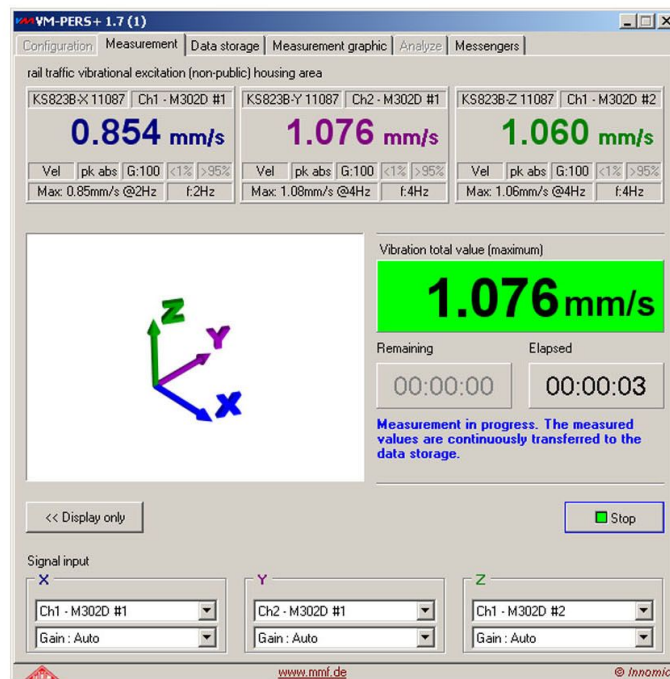 VM-PERS+ 1.7 (1)
Configuration Measurement Data storage Measurement graphic Analyze Messengers
rail traffic vibrational excitation (non-public) housing area
KS823B-X 11087 Ch1 - M302D #1 KS823B-Y 11087 Ch2 - M302D #1 KS823B-Z 11087 Ch1 - M302D #2
0.854 mm/s 1.076 mm/s 1.060 mm/s
Vel pk abs G:100 <1% >95% Vel pk abs G:100 <1% >95% Vel pk abs G:100 <1% >95%
Max: 0.85mm/s @2Hz f:2Hz Max: 1.08mm/s @4Hz f:4Hz Max: 1.06mm/s @4Hz f:4Hz
Vibration total value (maximum)
1.076 mm/s
Z
Y
X
Remaining Elapsed
00:00:00 00:00:03
Measurement in progress. The measured
values are continuously transferred to the
data storage.
<< Display only Stop
Signal input
X Y Z
Ch1 - M302D #1 Ch2 - M302D #1 Ch1 - M302D #2
Gain : Auto Gain : Auto Gain : Auto
www.mmf.de © Innomic